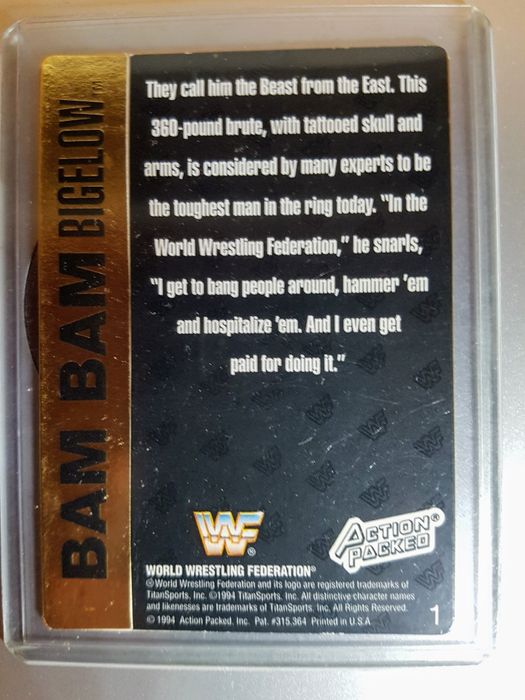 BAM BAM BIGELOW™
They call him the Beast from the East. This
360-pound brute, with tattooed skull and
arms, is considered by many experts to be
the toughest man in the ring today. "In the
World Wrestling Federation," he snarls,
"I get to bang people around, hammer 'em
and hospitalize 'em. And I even get
paid for doing it."
WF®
ACTION PACKED®
WORLD WRESTLING FEDERATION®
© World Wrestling Federation and its logo are registered trademarks of
TitanSports, Inc. ©1994 TitanSports, Inc. All distinctive character names
and likenesses are trademarks of TitanSports, Inc. All Rights Reserved.
© 1994 Action Packed, Inc. Pat. #315,364 Printed in U.S.A
1